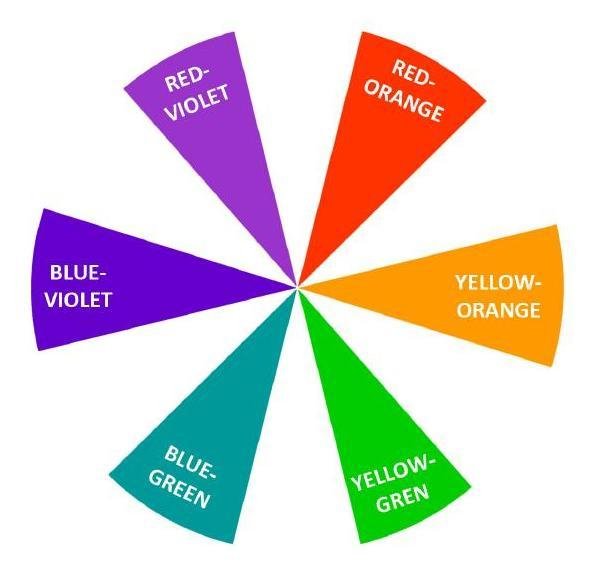 RED-
VIOLET
RED-
ORANGE
BLUE-
VIOLET
YELLOW-
ORANGE
BLUE-
GREEN
YELLOW-
GREN